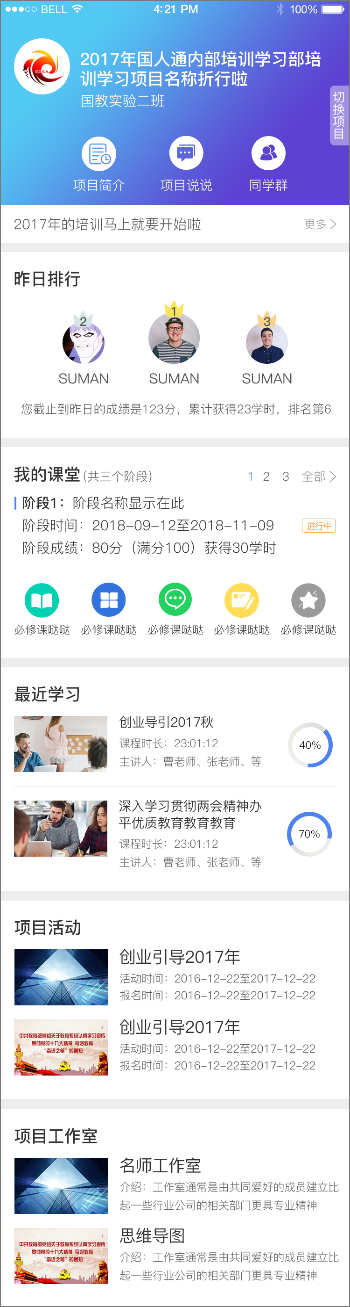 BELL 4:21 PM 100%
2017年国人通内部培训学习部培
训学习项目名称折行啦
国教实验二班
切换项目
项目简介 项目说说 同学群
2017年的培训马上就要开始啦 更多
昨日排行
2 1 3
SUMAN SUMAN SUMAN
您截止到昨日的成绩是123分，累计获得23学时，排名第6
我的课堂(共三个阶段) 1 2 3 全部
阶段1：阶段名称显示在此
阶段时间：2018-09-12至2018-11-09 进行中
阶段成绩：80分（满分100）获得30学时
必修课哒哒 必修课哒哒 必修课哒哒 必修课哒哒 必修课哒哒
最近学习
创业导引2017秋
课程时长：23:01:12
主讲人：曹老师、张老师、等
40%
深入学习贯彻两会精神办
平优质教育教育教育
课程时长：23:01:12
主讲人：曹老师、张老师、等
70%
项目活动
创业引导2017年
活动时间：2016-12-22至2017-12-22
报名时间：2016-12-22至2017-12-22
创业引导2017年
活动时间：2016-12-22至2017-12-22
报名时间：2016-12-22至2017-12-22
项目工作室
名师工作室
介绍：工作室通常是由共同爱好的成员建立比
起一些行业公司的相关部门更具专业精神
思维导图
介绍：工作室通常是由共同爱好的成员建立比
起一些行业公司的相关部门更具专业精神